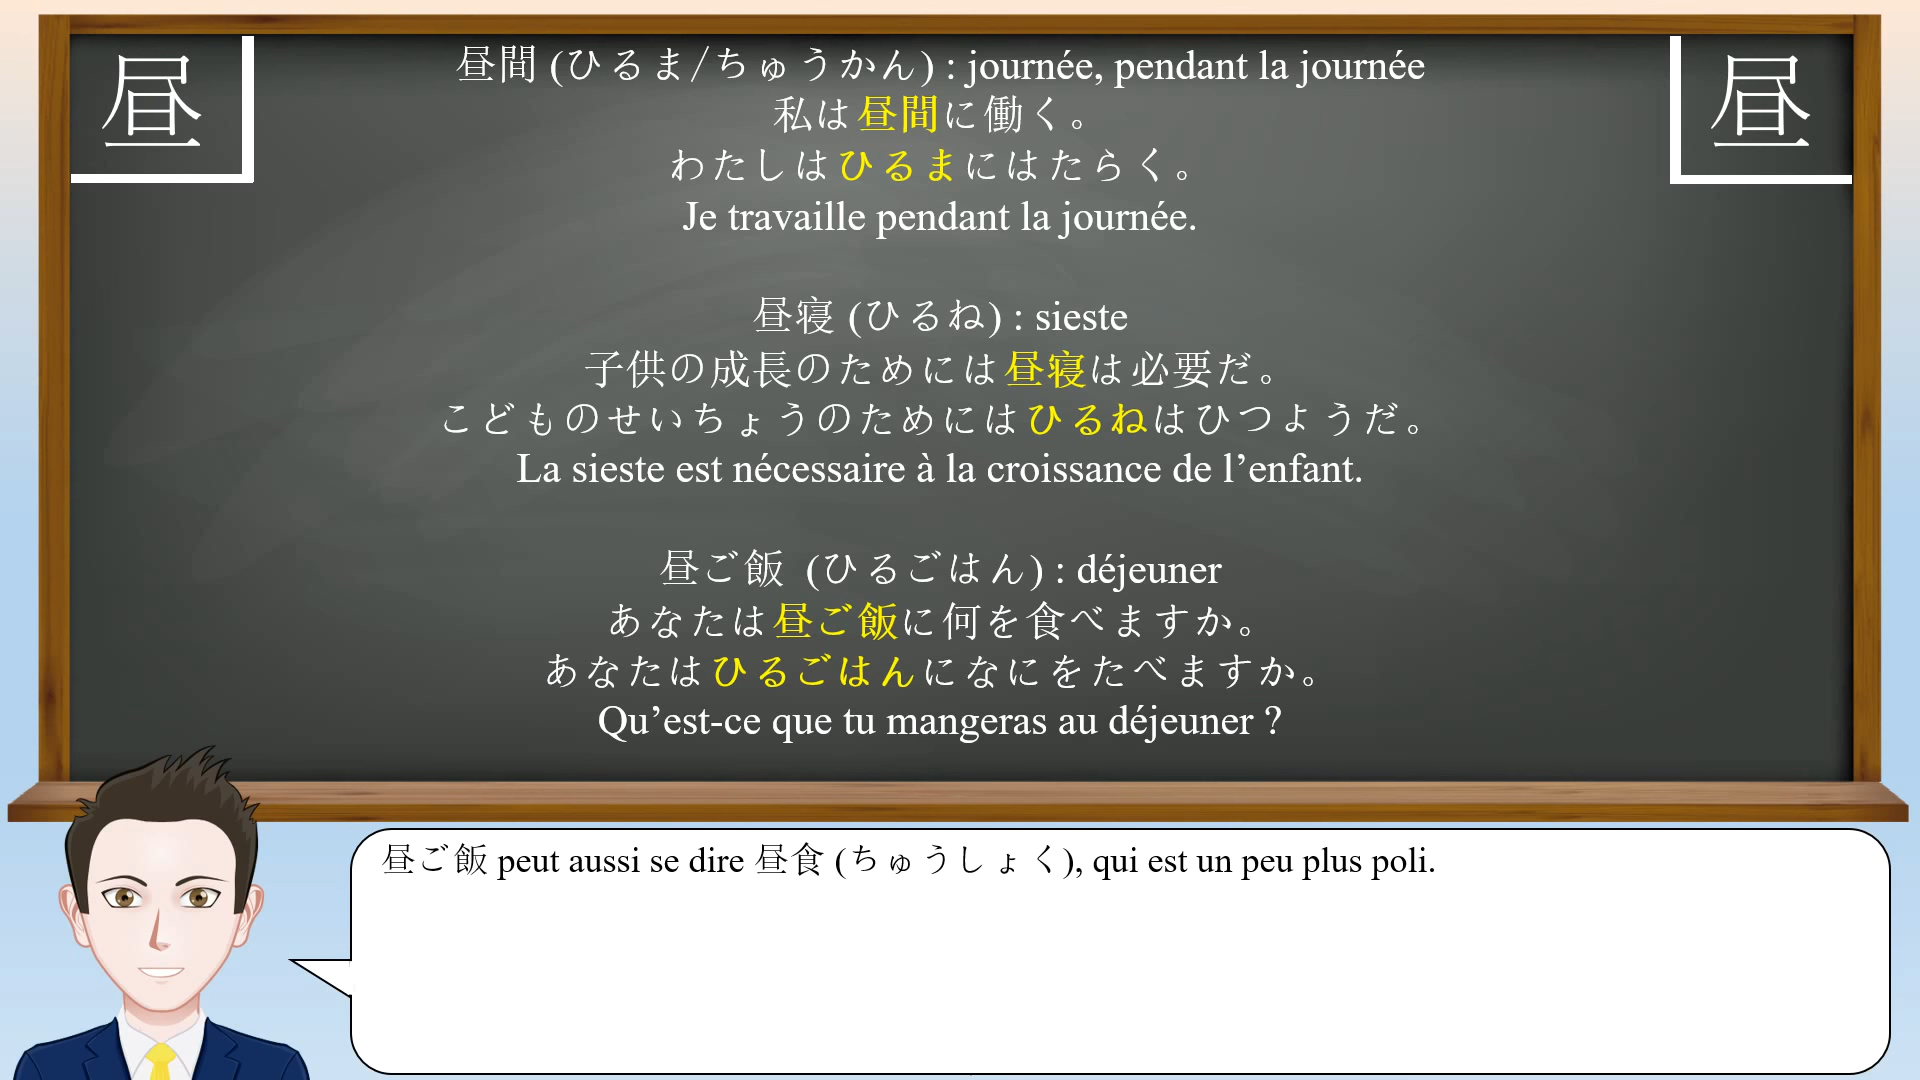 昼
昼
昼間 (ひるま/ちゅうかん) : journée, pendant la journée
私は昼間に働く。
わたしはひるまにはたらく。
Je travaille pendant la journée.
昼寝 (ひるね) : sieste
子供の成長のためには昼寝は必要だ。
こどものせいちょうのためにはひるねはひつようだ。
La sieste est nécessaire à la croissance de l’enfant.
昼ご飯 (ひるごはん) : déjeuner
あなたは昼ご飯に何を食べますか。
あなたはひるごはんになにをたべますか。
Qu’est-ce que tu mangeras au déjeuner ?
昼ご飯 peut aussi se dire 昼食 (ちゅうしょく), qui est un peu plus poli.